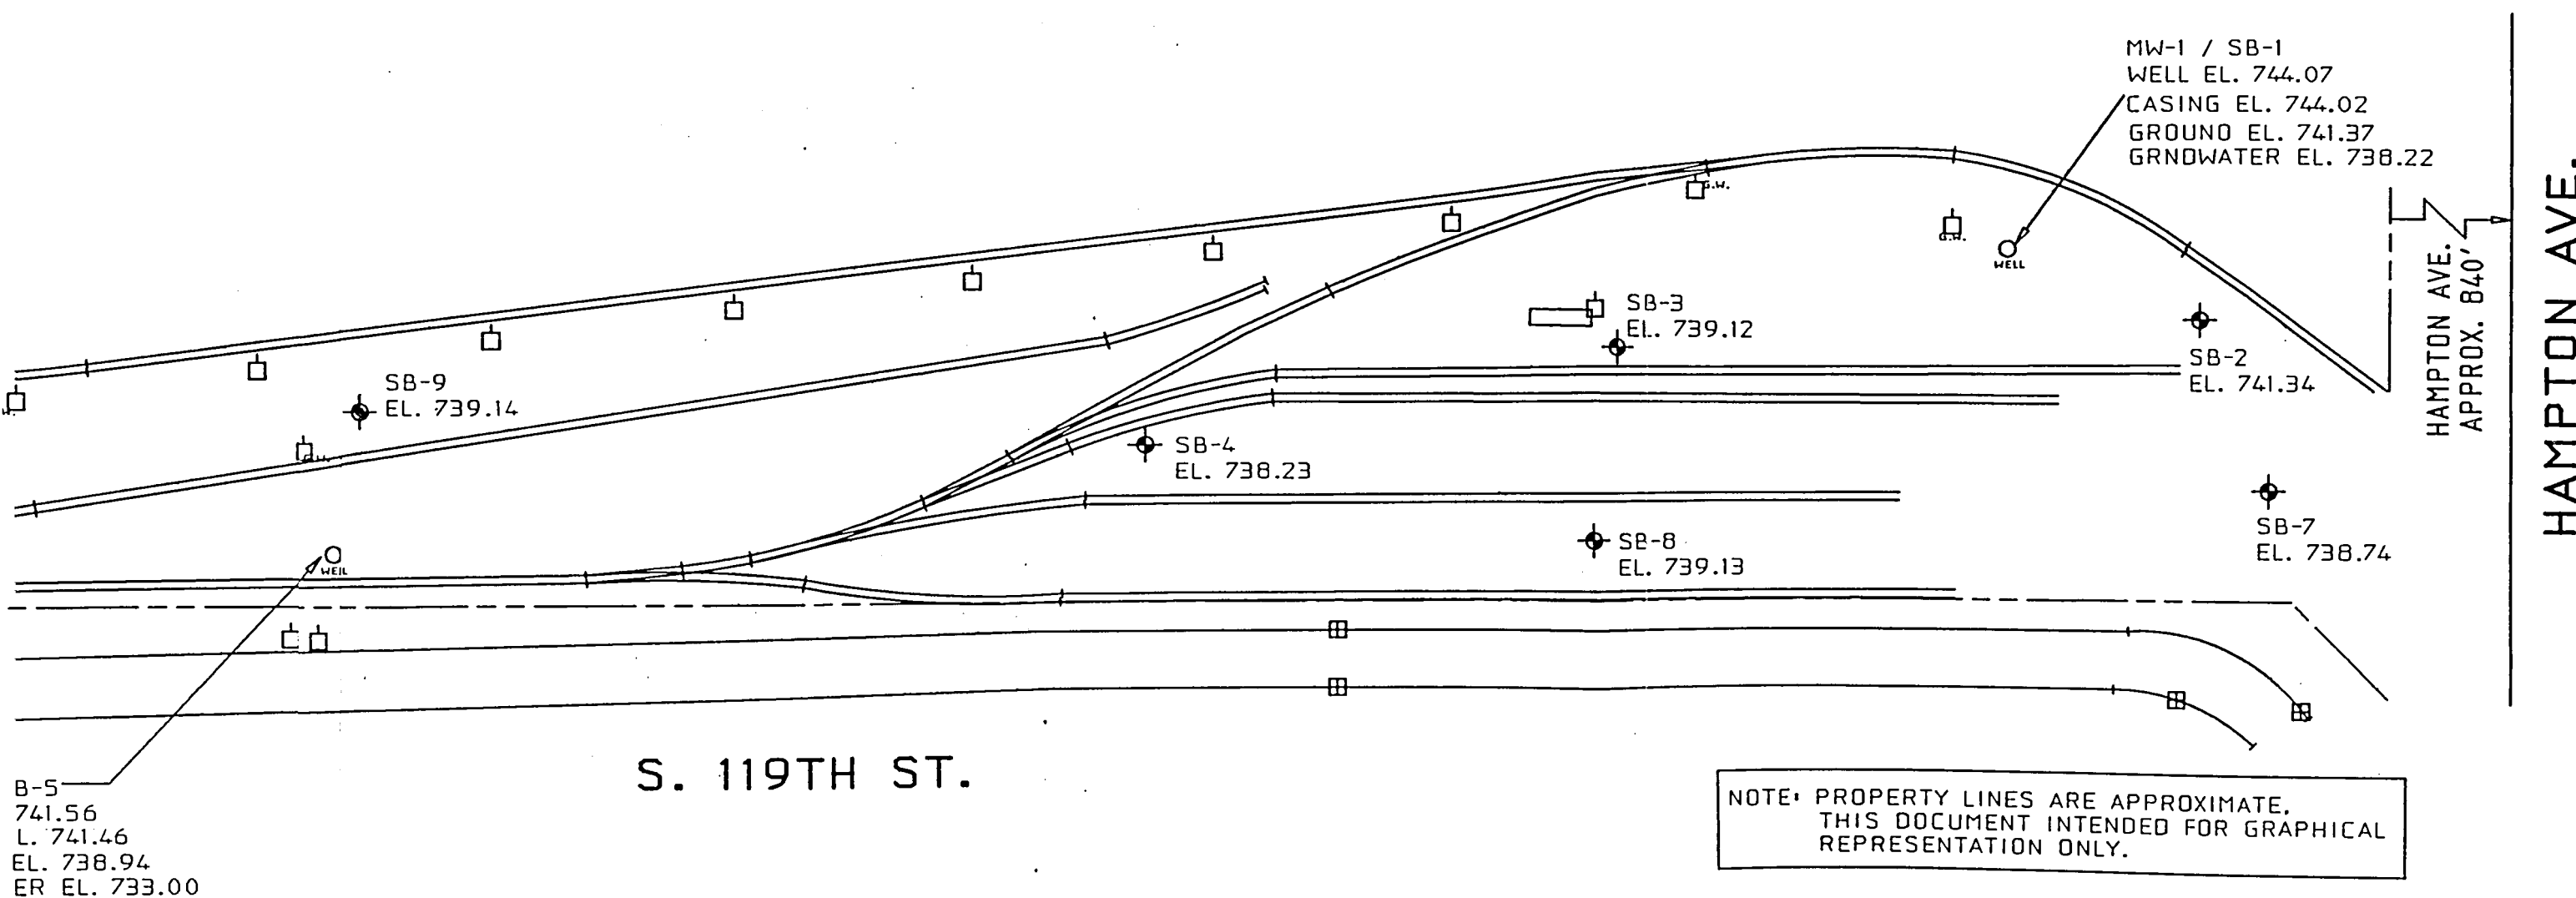 MW-1 / SB-1
WELL EL. 744.07
CASING EL. 744.02
GROUND EL. 741.37
GRNDWATER EL. 738.22
HAMPTON AVE.
HAMPTON AVE.
APPROX. 840'
G.W.
G.W.
WELL
SB-3
EL. 739.12
SB-2
EL. 741.34
SB-9
EL. 739.14
W.
G.W.
SB-4
EL. 738.23
SB-7
EL. 738.74
SB-8
EL. 739.13
WELL
B-5
741.56
L. 741.46
EL. 738.94
ER EL. 733.00
S. 119TH ST.
NOTE: PROPERTY LINES ARE APPROXIMATE,
THIS DOCUMENT INTENDED FOR GRAPHICAL
REPRESENTATION ONLY.